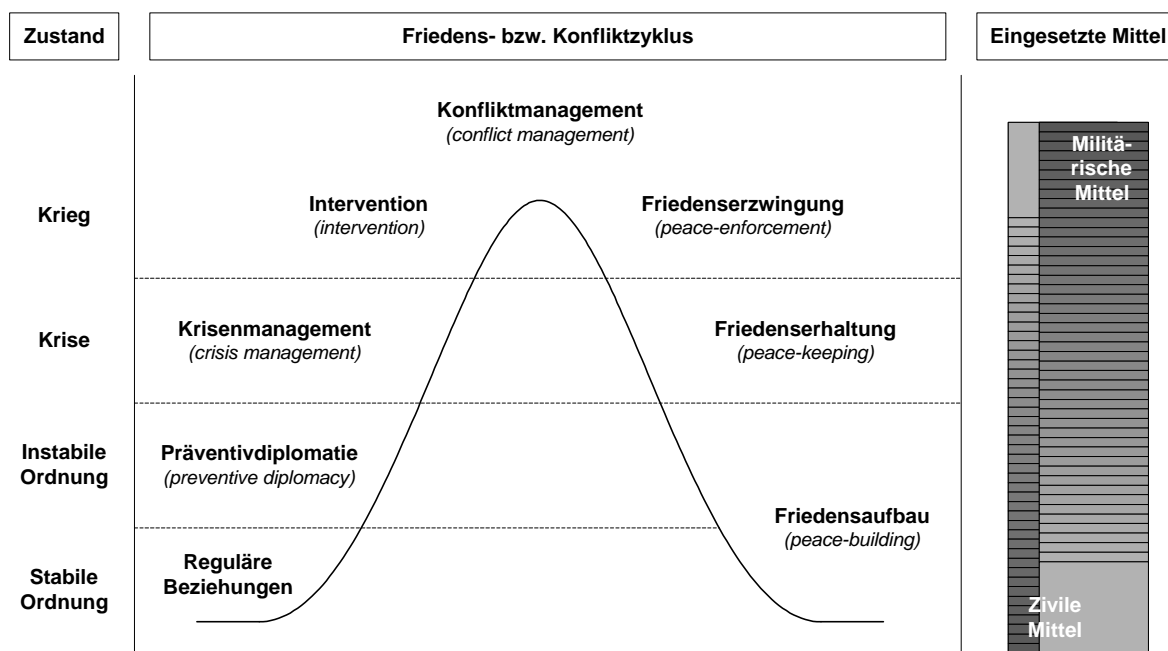 Zustand
Friedens- bzw. Konfliktzyklus
Eingesetzte Mittel
Konfliktmanagement
(conflict management)
Militä-
rische
Mittel
Krieg
Intervention
(intervention)
Friedenserzwingung
(peace-enforcement)
Krise
Krisenmanagement
(crisis management)
Friedenserhaltung
(peace-keeping)
Instabile
Ordnung
Präventivdiplomatie
(preventive diplomacy)
Friedensaufbau
(peace-building)
Stabile
Ordnung
Reguläre
Beziehungen
Zivile
Mittel